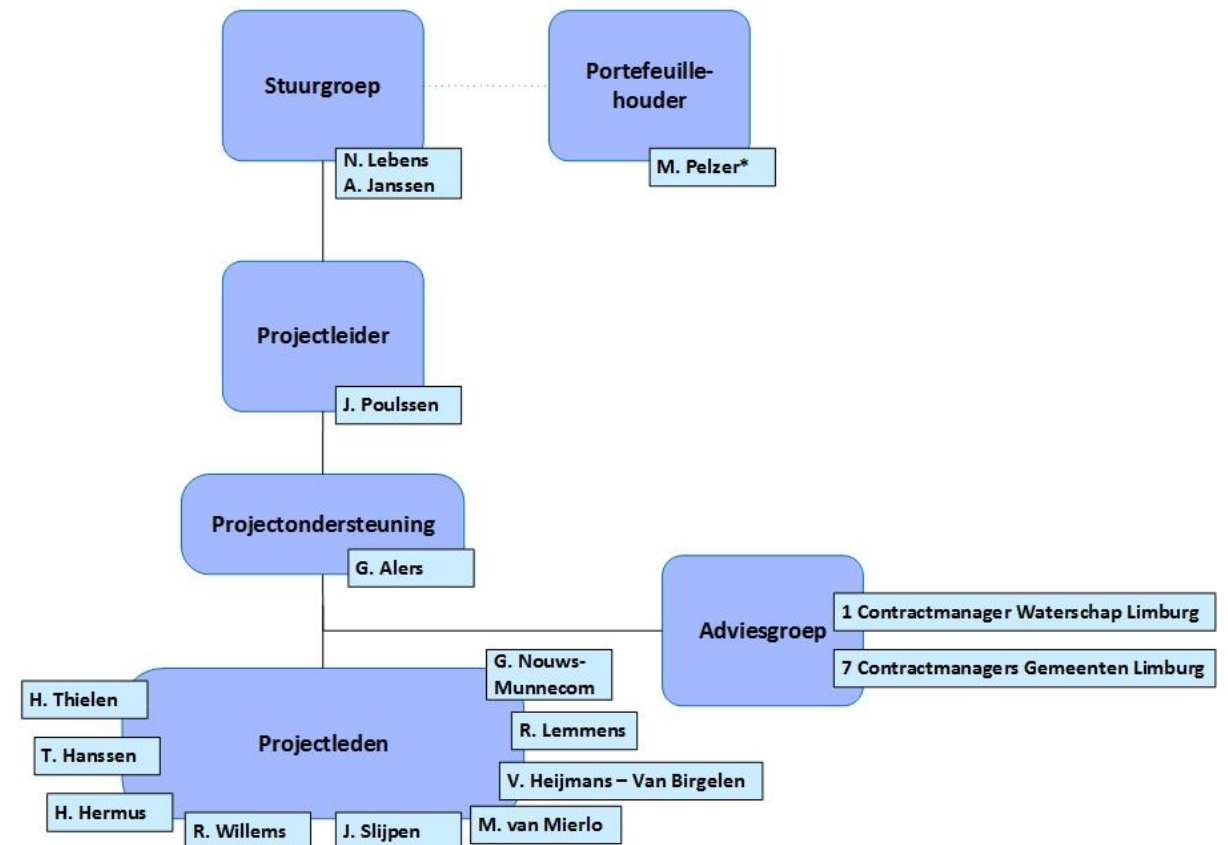 Stuurgroep
Portefeuille-
houder
N. Lebens
A. Janssen
M. Pelzer*
Projectleider
J. Poulssen
Projectondersteuning
G. Alers
Adviesgroep
1 Contractmanager Waterschap Limburg
7 Contractmanagers Gemeenten Limburg
Projectleden
G. Nouws-
Munnecom
H. Thielen
R. Lemmens
T. Hanssen
V. Heijmans – Van Birgelen
H. Hermus
R. Willems
J. Slijpen
M. van Mierlo